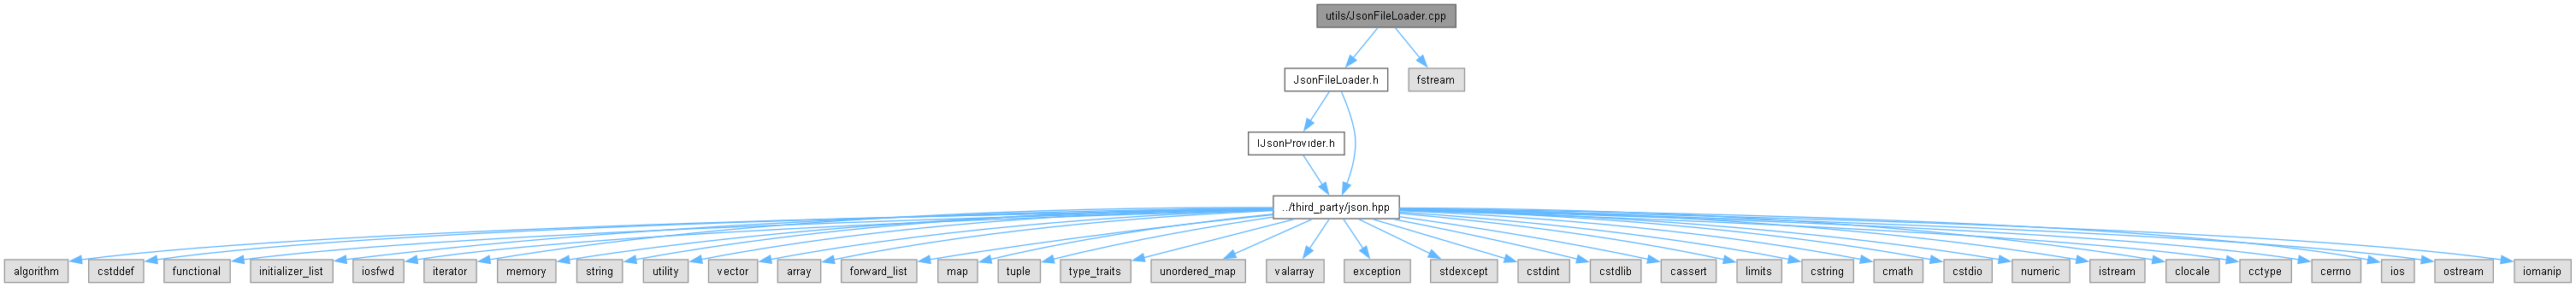 utils/JsonFileLoader.cpp
JsonFileLoader.h
fstream
IJsonProvider.h
../third_party/json.hpp
algorithm
cstddef
functional
initializer_list
iosfwd
iterator
memory
string
utility
vector
array
forward_list
map
tuple
type_traits
unordered_map
valarray
exception
stdexcept
cstdint
cstdlib
cassert
limits
cstring
cmath
cstdio
numeric
istream
clocale
cctype
cerrno
ios
ostream
iomanip